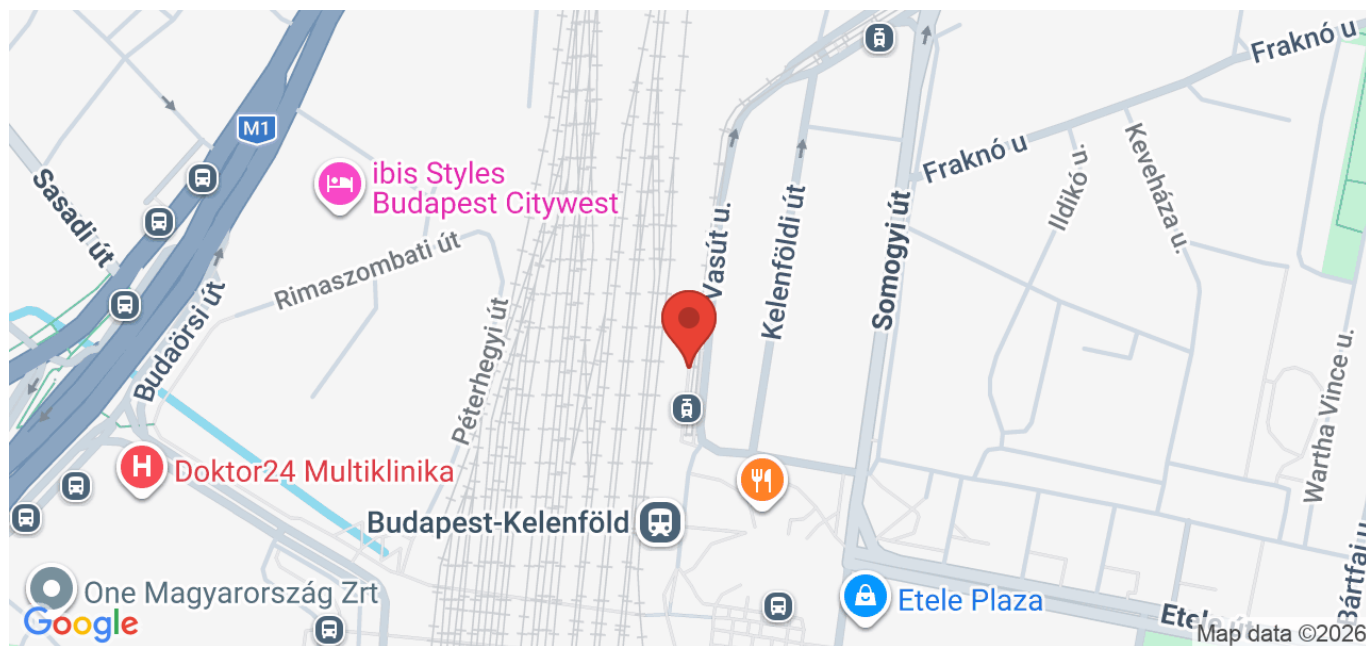 Fraknó u
M1
Keveháza u.
Fraknó u
ibis Styles
Budapest Citywest
Sasadi út
Ildikó u.
Vasút u.
Kelenföldi út
Somogyi út
Rimaszombati út
Budaörsi út
Péterhegyi út
Wartha Vince u.
H
Doktor24 Multiklinika
Budapest-Kelenföld
One Magyarország Zrt
Etele Plaza
Bártfai u
Etele út
Google
Map data ©2026